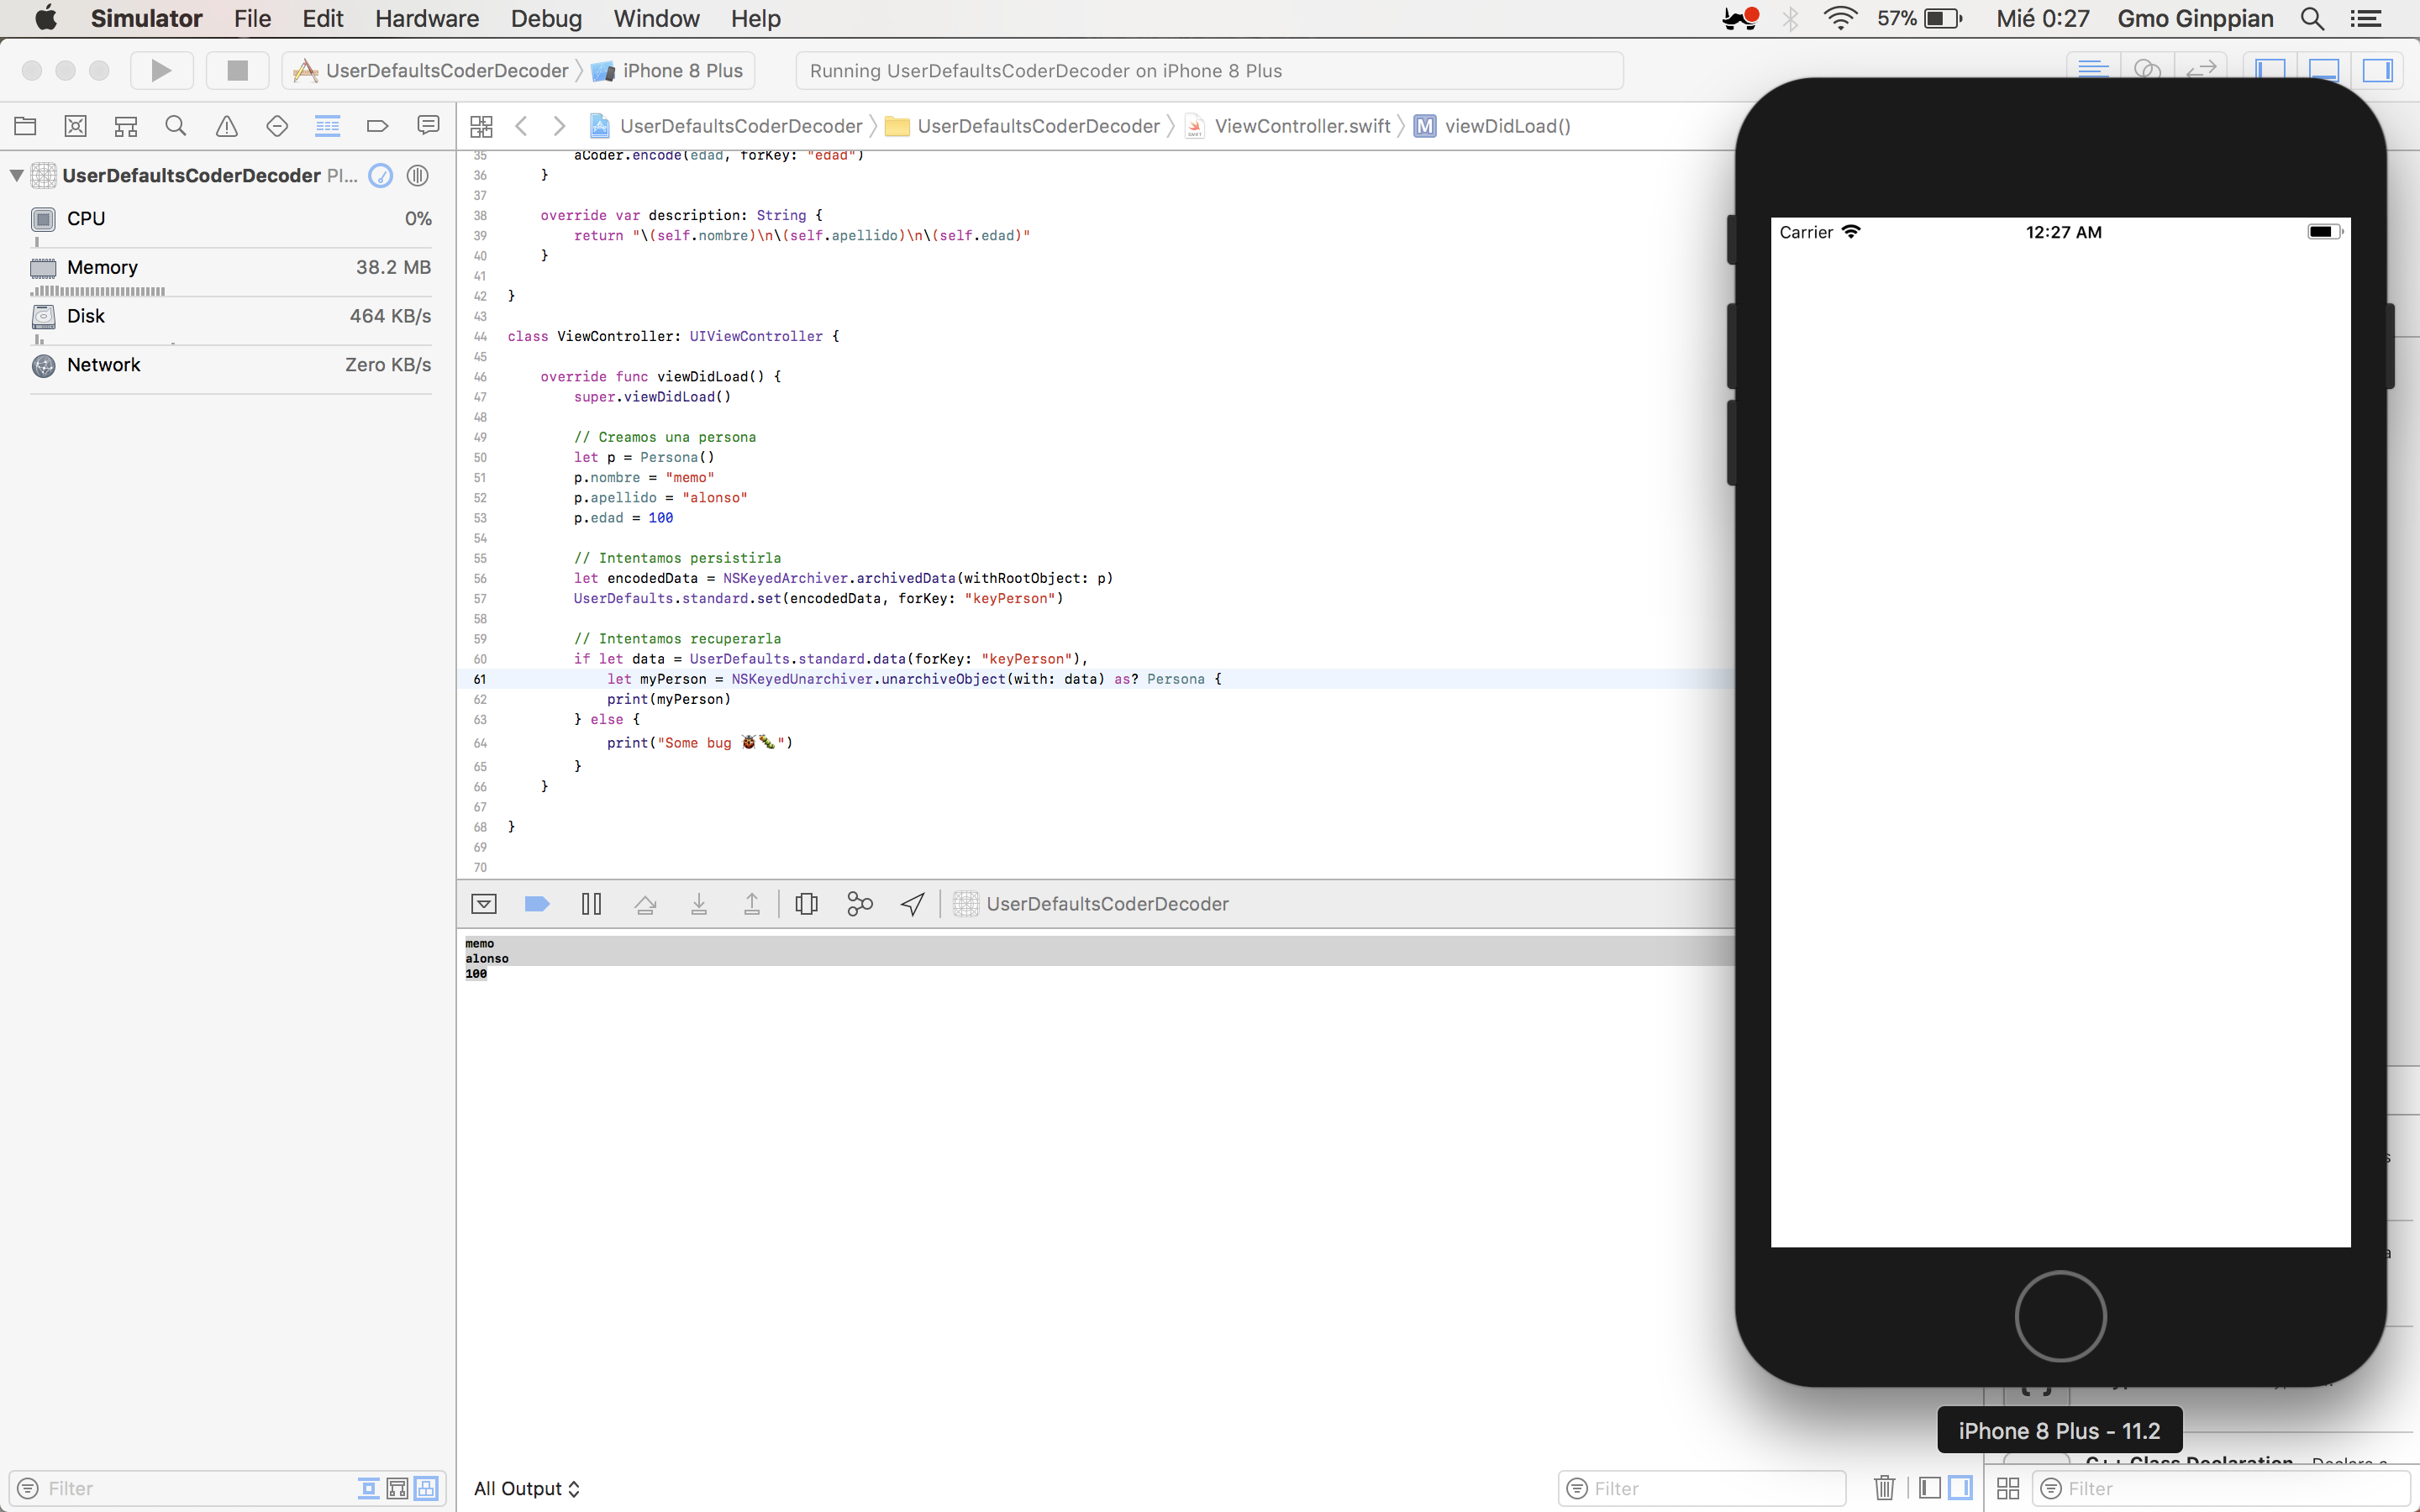 Simulator File Edit Hardware Debug Window Help 57% Mié 0:27 Gmo Ginppian
UserDefaultsCoderDecoder iPhone 8 Plus Running UserDefaultsCoderDecoder on iPhone 8 Plus
UserDefaultsCoderDecoder UserDefaultsCoderDecoder ViewController.swift M viewDidLoad()
UserDefaultsCoderDecoder PI...
CPU 0%
Memory 38.2 MB
Disk 464 KB/s
Network Zero KB/s
35 aCoder.encode(edad, forKey: "edad")
36 }
37
38 override var description: String {
39 return "\(self.nombre)\n\(self.apellido)\n\(self.edad)"
40 }
41
42 }
43
44 class ViewController: UIViewController {
45
46 override func viewDidLoad() {
47 super.viewDidLoad()
48
49 // Creamos una persona
50 let p = Persona()
51 p.nombre = "memo"
52 p.apellido = "alonso"
53 p.edad = 100
54
55 // Intentamos persistirla
56 let encodedData = NSKeyedArchiver.archivedData(withRootObject: p)
57 UserDefaults.standard.set(encodedData, forKey: "keyPerson")
58
59 // Intentamos recuperarla
60 if let data = UserDefaults.standard.data(forKey: "keyPerson"),
61 let myPerson = NSKeyedUnarchiver.unarchiveObject(with: data) as? Persona {
62 print(myPerson)
63 } else {
64 print("Some bug 🐞🐛")
65 }
66 }
67
68 }
69
70
UserDefaultsCoderDecoder
memo
alonso
100
Carrier 12:27 AM
iPhone 8 Plus - 11.2
C++ Class Declaration
Filter All Output Filter Filter